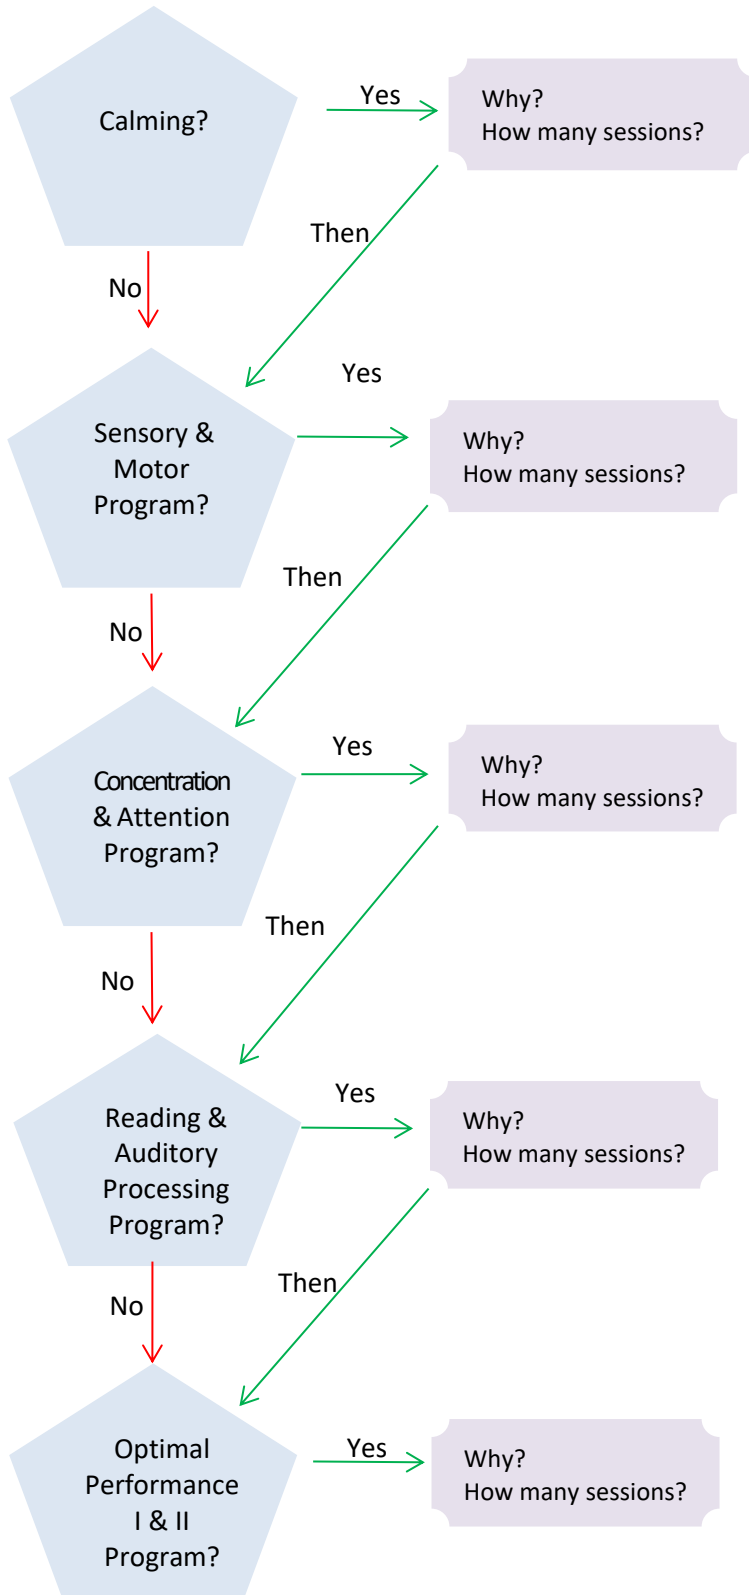 Calming?
Yes
Why?
How many sessions?
Then
No
Yes
Sensory &
Motor
Program?
Why?
How many sessions?
Then
No
Yes
Concentration
& Attention
Program?
Why?
How many sessions?
Then
No
Yes
Reading &
Auditory
Processing
Program?
Why?
How many sessions?
Then
No
Optimal
Performance
I & II
Program?
Yes
Why?
How many sessions?